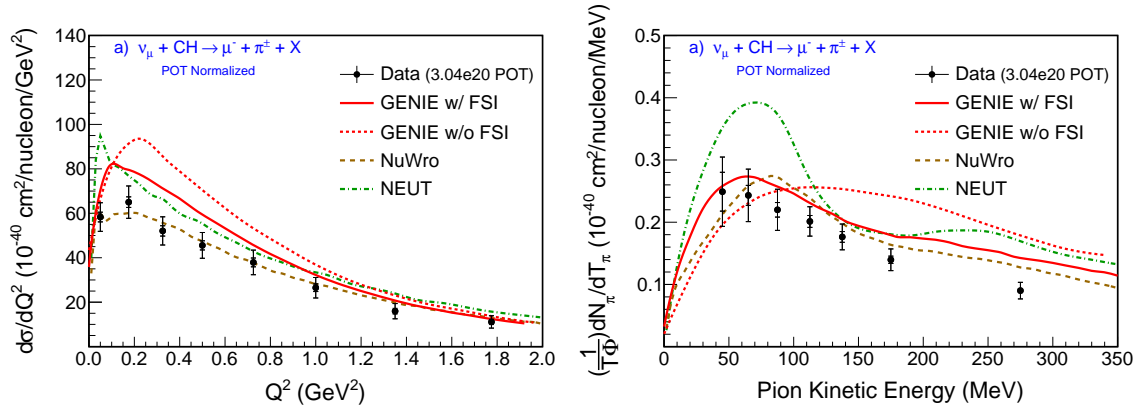 a) νμ + CH → μ- + π± + X
POT Normalized
Data (3.04e20 POT)
GENIE w/ FSI
GENIE w/o FSI
NuWro
NEUT
dσ/dQ2 (10-40 cm2/nucleon/GeV2)
140
120
100
80
60
40
20
0.0 0.2 0.4 0.6 0.8 1.0 1.2 1.4 1.6 1.8 2.0
Q2 (GeV2)
a) νμ + CH → μ- + π± + X
POT Normalized
Data (3.04e20 POT)
GENIE w/ FSI
GENIE w/o FSI
NuWro
NEUT
(1/TΦ)dNπ/dTπ (10-40 cm2/nucleon/MeV)
0.5
0.4
0.3
0.2
0.1
0 50 100 150 200 250 300 350
Pion Kinetic Energy (MeV)